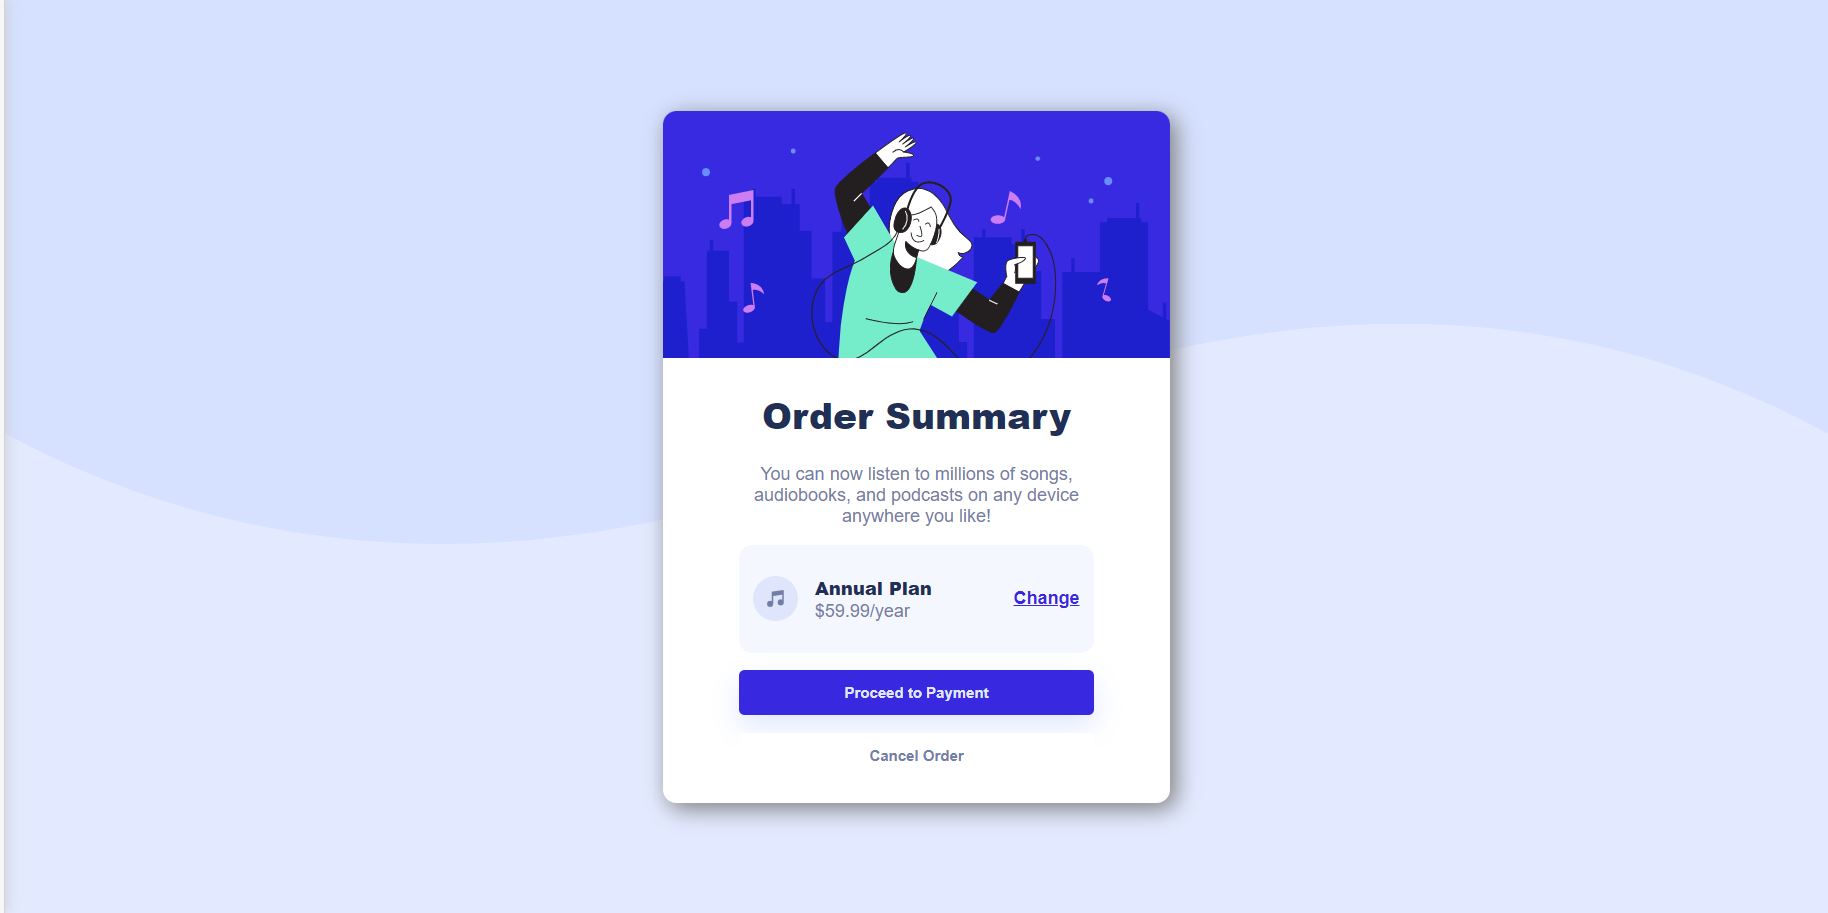 Order Summary
You can now listen to millions of songs,
audiobooks, and podcasts on any device
anywhere you like!
Annual Plan
$59.99/year
Change
Proceed to Payment
Cancel Order